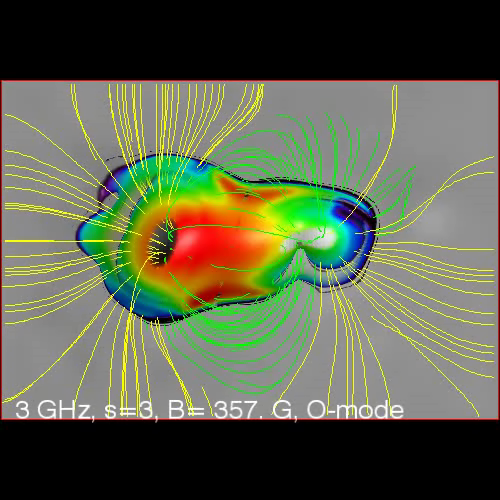 3 GHz, s=3, B= 357. G, O-mode